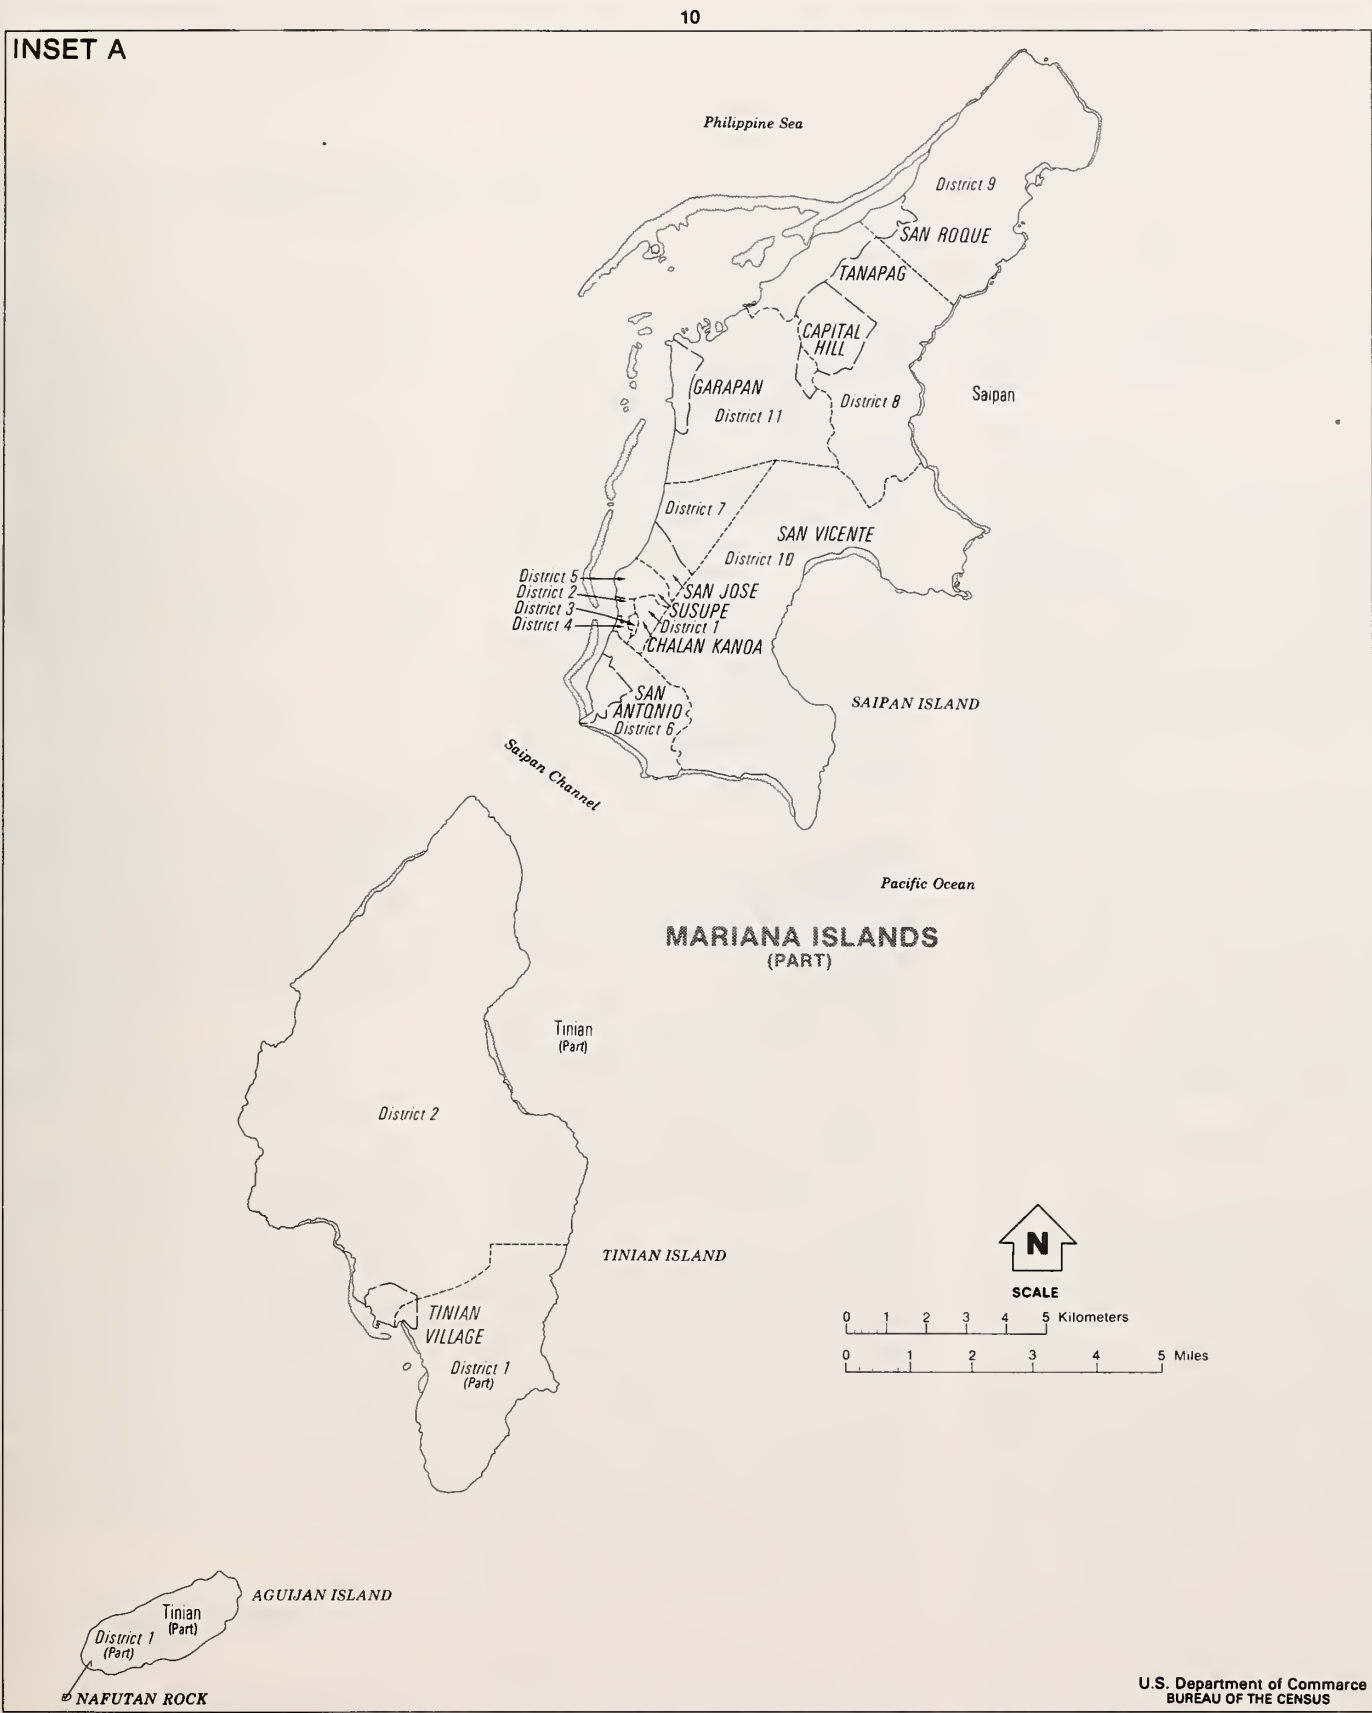 10
INSET A
Philippine Sea
District 9
SAN ROQUE
TANAPAG
CAPITAL
HILL
GARAPAN
District 11
District 8
Saipan
District 7
SAN VICENTE
District 10
District 5
District 2
District 3
District 4
SAN JOSE
SUSUPE
District 1
CHALAN KANOA
SAN
ANTONIO
District 6
SAIPAN ISLAND
Saipan Channel
Pacific Ocean
MARIANA ISLANDS
(PART)
Tinian
(Part)
District 2
TINIAN ISLAND
TINIAN
VILLAGE
District 1
(Part)
N
SCALE
0 1 2 3 4 5 Kilometers
0 1 2 3 4 5 Miles
AGUIJAN ISLAND
Tinian
(Part)
District 1
(Part)
NAFUTAN ROCK
U.S. Department of Commerce
BUREAU OF THE CENSUS